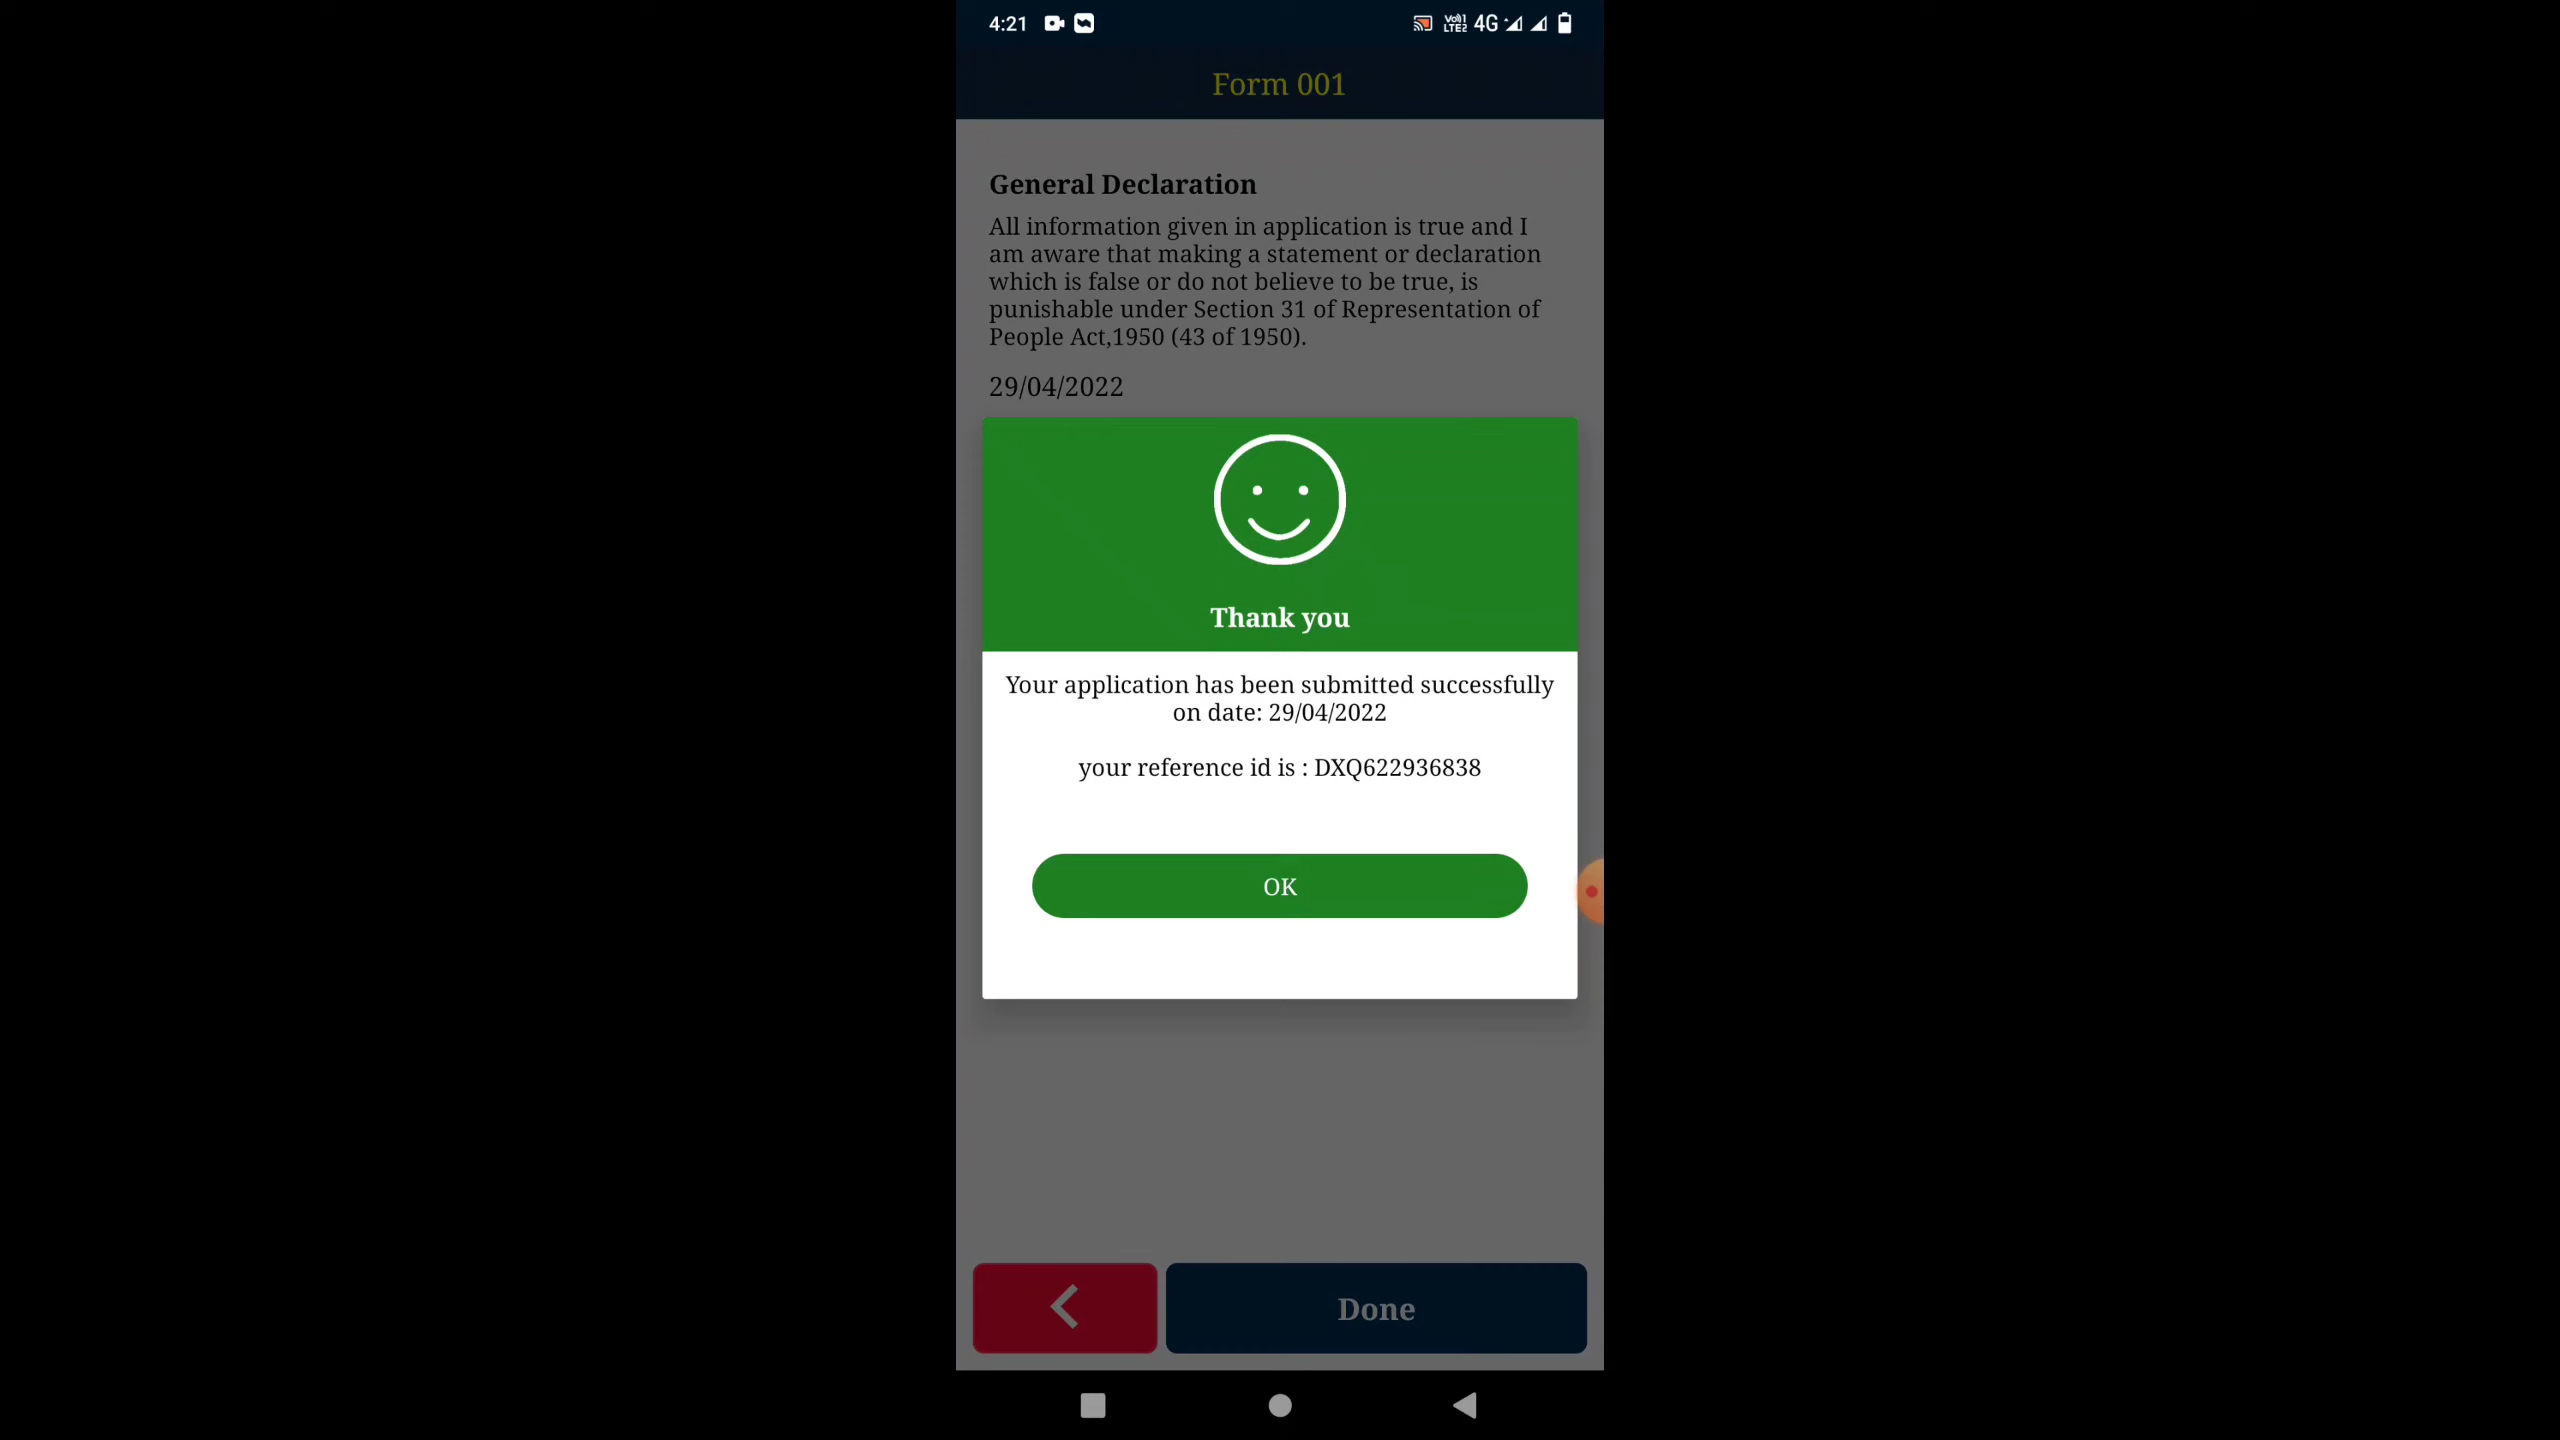 4:21
Vo))1
LTE2
4G
Form 001
General Declaration
All information given in application is true and I
am aware that making a statement or declaration
which is false or do not believe to be true, is
punishable under Section 31 of Representation of
People Act,1950 (43 of 1950).
29/04/2022
Thank you
Your application has been submitted successfully
on date: 29/04/2022
your reference id is : DXQ622936838
OK
Done